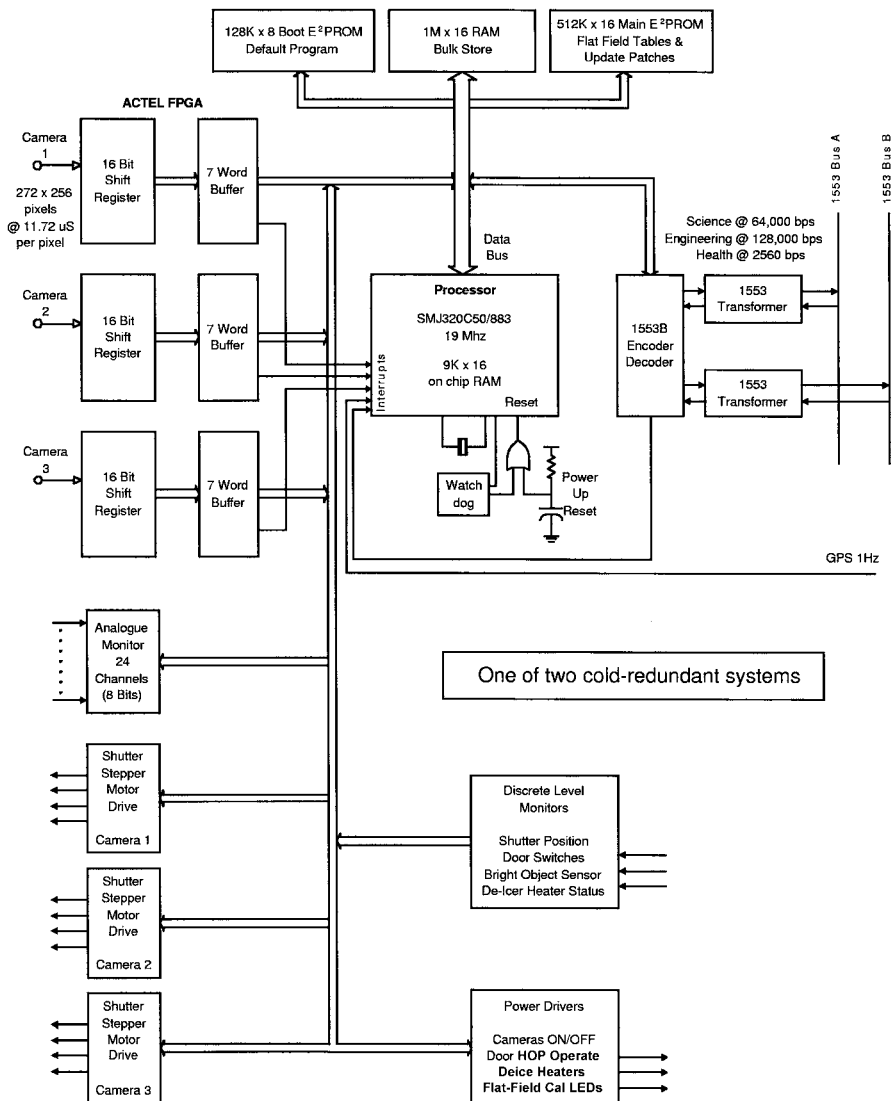 128K x 8 Boot E²PROM
Default Program
1M x 16 RAM
Bulk Store
512K x 16 Main E²PROM
Flat Field Tables &
Update Patches
ACTEL FPGA
Camera
1
272 x 256
pixels
@ 11.72 uS
per pixel
16 Bit
Shift
Register
7 Word
Buffer
Data
Bus
Science @ 64,000 bps
Engineering @ 128,000 bps
Health @ 2560 bps
1553 Bus A
1553 Bus B
Camera
2
16 Bit
Shift
Register
7 Word
Buffer
Processor
SMJ320C50/883
19 Mhz
9K x 16
on chip RAM
Interrupts
Reset
1553B
Encoder
Decoder
1553
Transformer
1553
Transformer
Camera
3
16 Bit
Shift
Register
7 Word
Buffer
Watch
dog
Power
Up
Reset
GPS 1Hz
Analogue
Monitor
24
Channels
(8 Bits)
One of two cold-redundant systems
Shutter
Stepper
Motor
Drive
Camera 1
Discrete Level
Monitors
Shutter Position
Door Switches
Bright Object Sensor
De-Icer Heater Status
Shutter
Stepper
Motor
Drive
Camera 2
Shutter
Stepper
Motor
Drive
Camera 3
Power Drivers
Cameras ON/OFF
Door HOP Operate
Deice Heaters
Flat-Field Cal LEDs